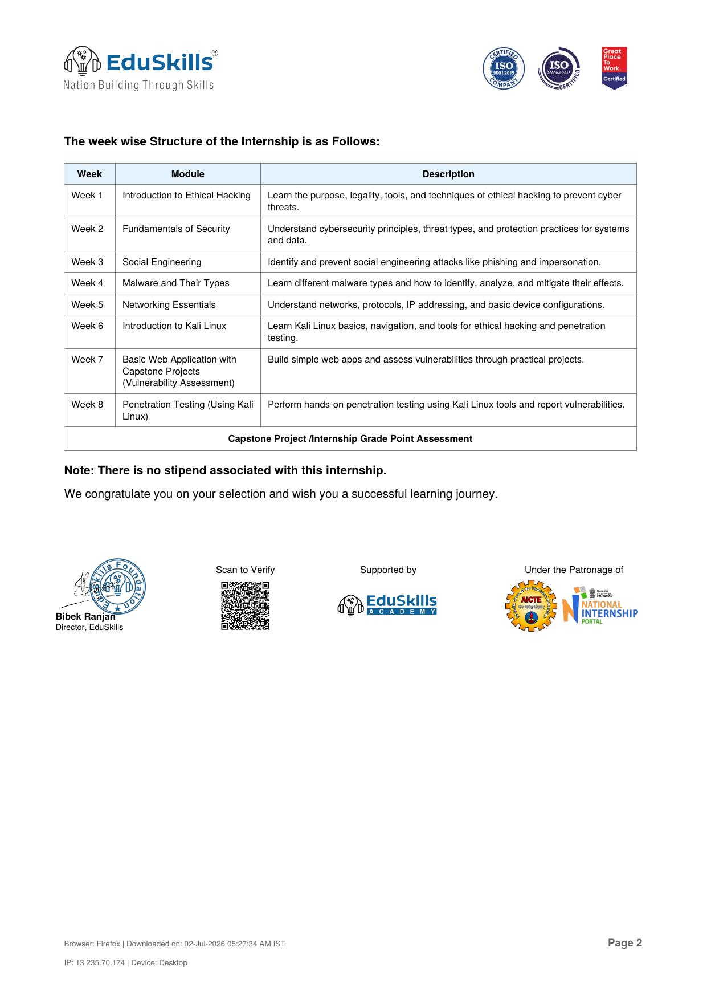 EduSkills®
Nation Building Through Skills
CERTIFIED
ISO
9001:2015
COMPANY
ISO
20000-1:2018
CERTIFIED
Great
Place
To
Work.
Certified
The week wise Structure of the Internship is as Follows:
Week Module Description
Week 1 Introduction to Ethical Hacking Learn the purpose, legality, tools, and techniques of ethical hacking to prevent cyber
threats.
Week 2 Fundamentals of Security Understand cybersecurity principles, threat types, and protection practices for systems
and data.
Week 3 Social Engineering Identify and prevent social engineering attacks like phishing and impersonation.
Week 4 Malware and Their Types Learn different malware types and how to identify, analyze, and mitigate their effects.
Week 5 Networking Essentials Understand networks, protocols, IP addressing, and basic device configurations.
Week 6 Introduction to Kali Linux Learn Kali Linux basics, navigation, and tools for ethical hacking and penetration
testing.
Week 7 Basic Web Application with Build simple web apps and assess vulnerabilities through practical projects.
Capstone Projects
(Vulnerability Assessment)
Week 8 Penetration Testing (Using Kali Perform hands-on penetration testing using Kali Linux tools and report vulnerabilities.
Linux)
Capstone Project /Internship Grade Point Assessment
Note: There is no stipend associated with this internship.
We congratulate you on your selection and wish you a successful learning journey.
EduSkills Foundation
Bibek Ranjan
Director, EduSkills
Scan to Verify
Supported by
EduSkills
ACADEMY
Under the Patronage of
All India Council for Technical Education
AICTE
MINISTRY OF
EDUCATION
NATIONAL
INTERNSHIP
PORTAL
Browser: Firefox | Downloaded on: 02-Jul-2026 05:27:34 AM IST
Page 2
IP: 13.235.70.174 | Device: Desktop